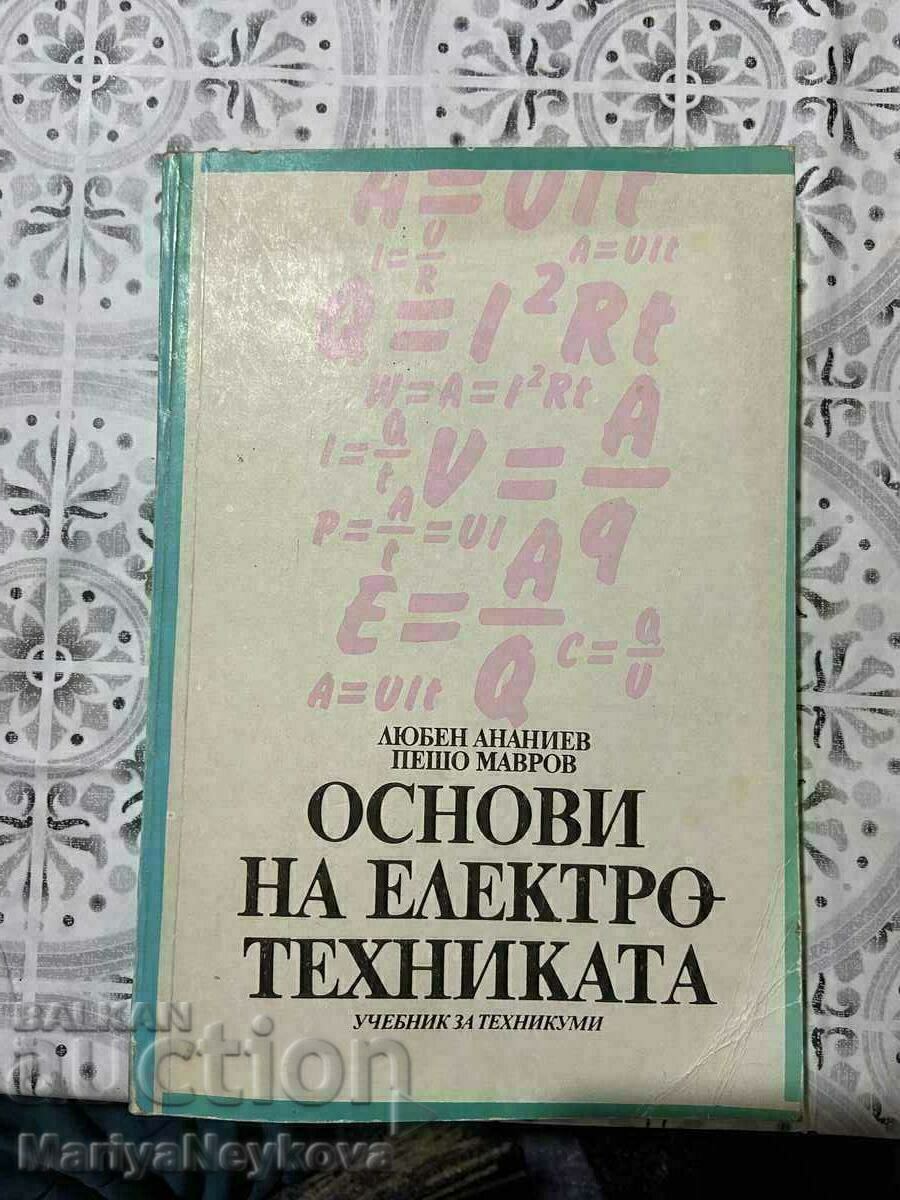 A=UIt
I=U/R
A=UIt
Q=I²Rt
W=A=I²Rt
I=Q/t
V=A/q
P=A/t=UI
E=A/Q
C=Q/U
A=UIt
ЛЮБЕН АНАНИЕВ
ПЕШО МАВРОВ
ОСНОВИ
НА ЕЛЕКТРО-
ТЕХНИКАТА
УЧЕБНИК ЗА ТЕХНИКУМИ
BALKAN
auction
MariyaNeykova